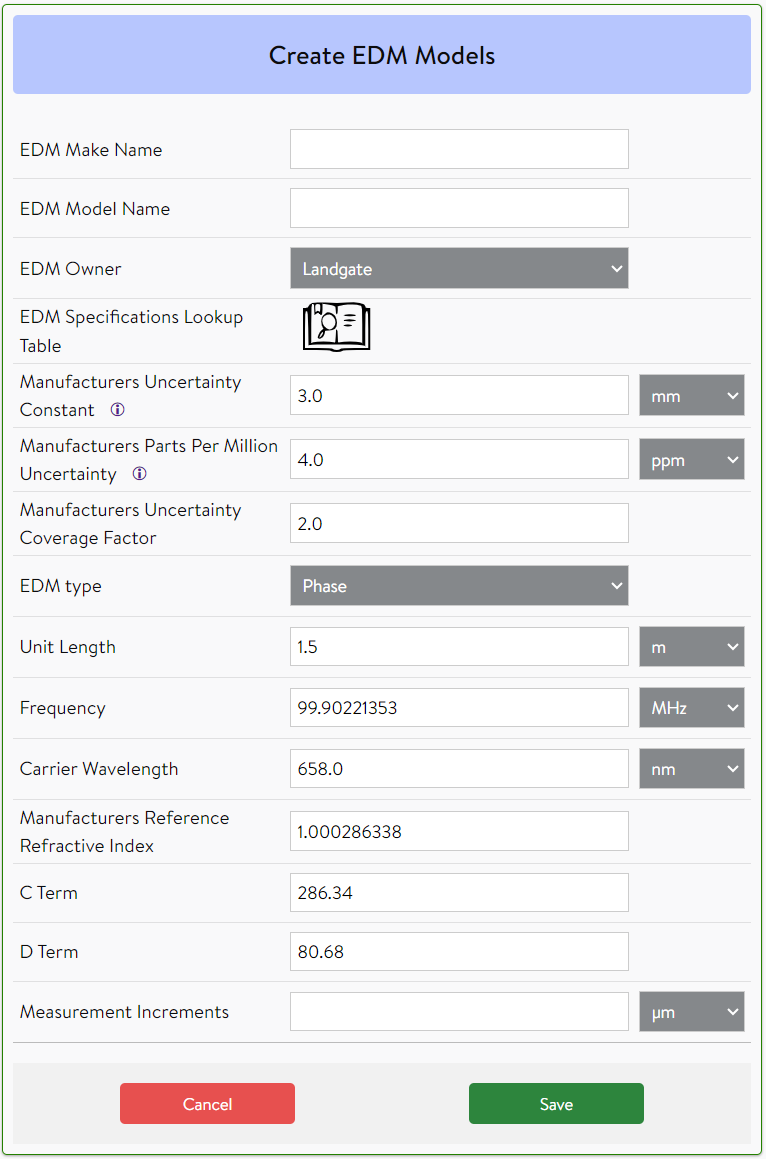 Create EDM Models
EDM Make Name
EDM Model Name
EDM Owner Landgate
EDM Specifications Lookup
Table
Manufacturers Uncertainty
Constant ⓘ 3.0 mm
Manufacturers Parts Per Million
Uncertainty ⓘ 4.0 ppm
Manufacturers Uncertainty
Coverage Factor 2.0
EDM type Phase
Unit Length 1.5 m
Frequency 99.90221353 MHz
Carrier Wavelength 658.0 nm
Manufacturers Reference
Refractive Index 1.000286338
C Term 286.34
D Term 80.68
Measurement Increments µm
Cancel Save